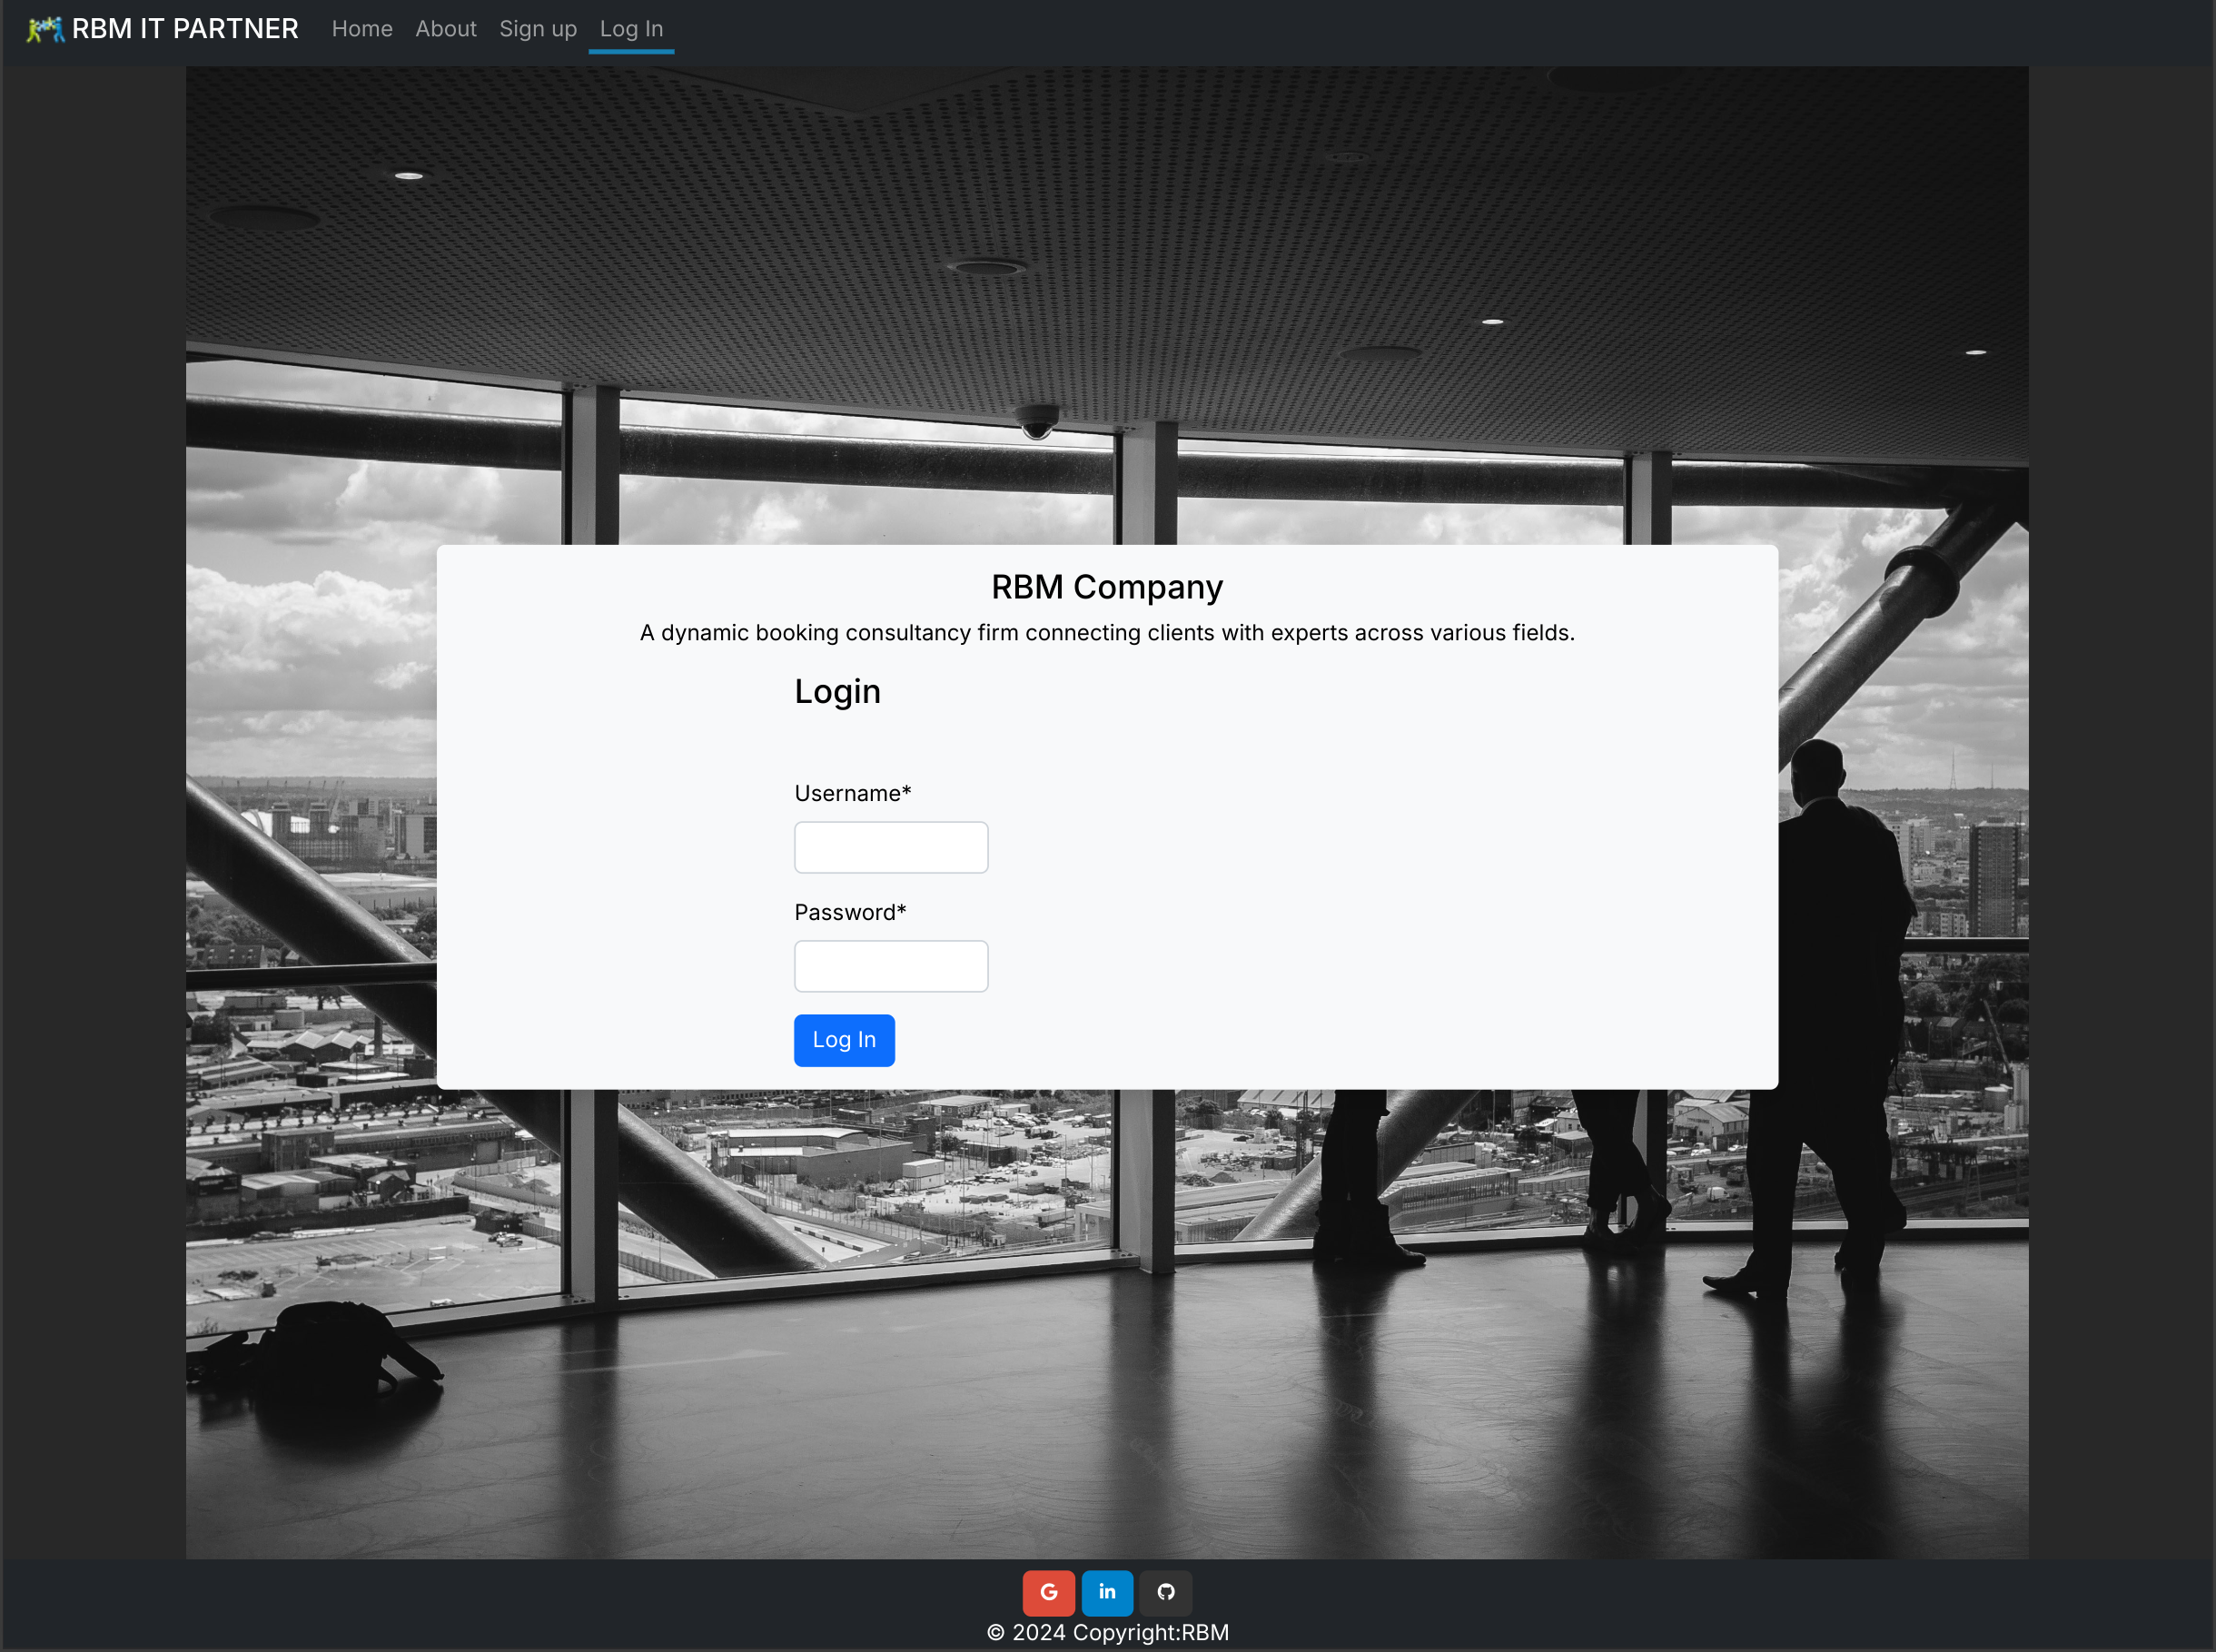 RBM IT PARTNER Home About Sign up Log In
RBM Company
A dynamic booking consultancy firm connecting clients with experts across various fields.
Login
Username*
Password*
Log In
G in
© 2024 Copyright:RBM